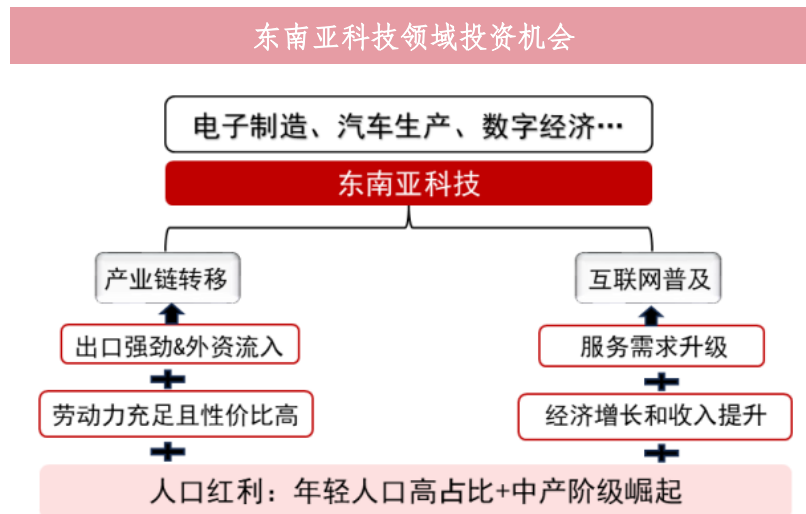 东南亚科技领域投资机会
电子制造、汽车生产、数字经济…
东南亚科技
产业链转移
互联网普及
出口强劲&外资流入
服务需求升级
劳动力充足且性价比高
经济增长和收入提升
人口红利：年轻人口高占比+中产阶级崛起